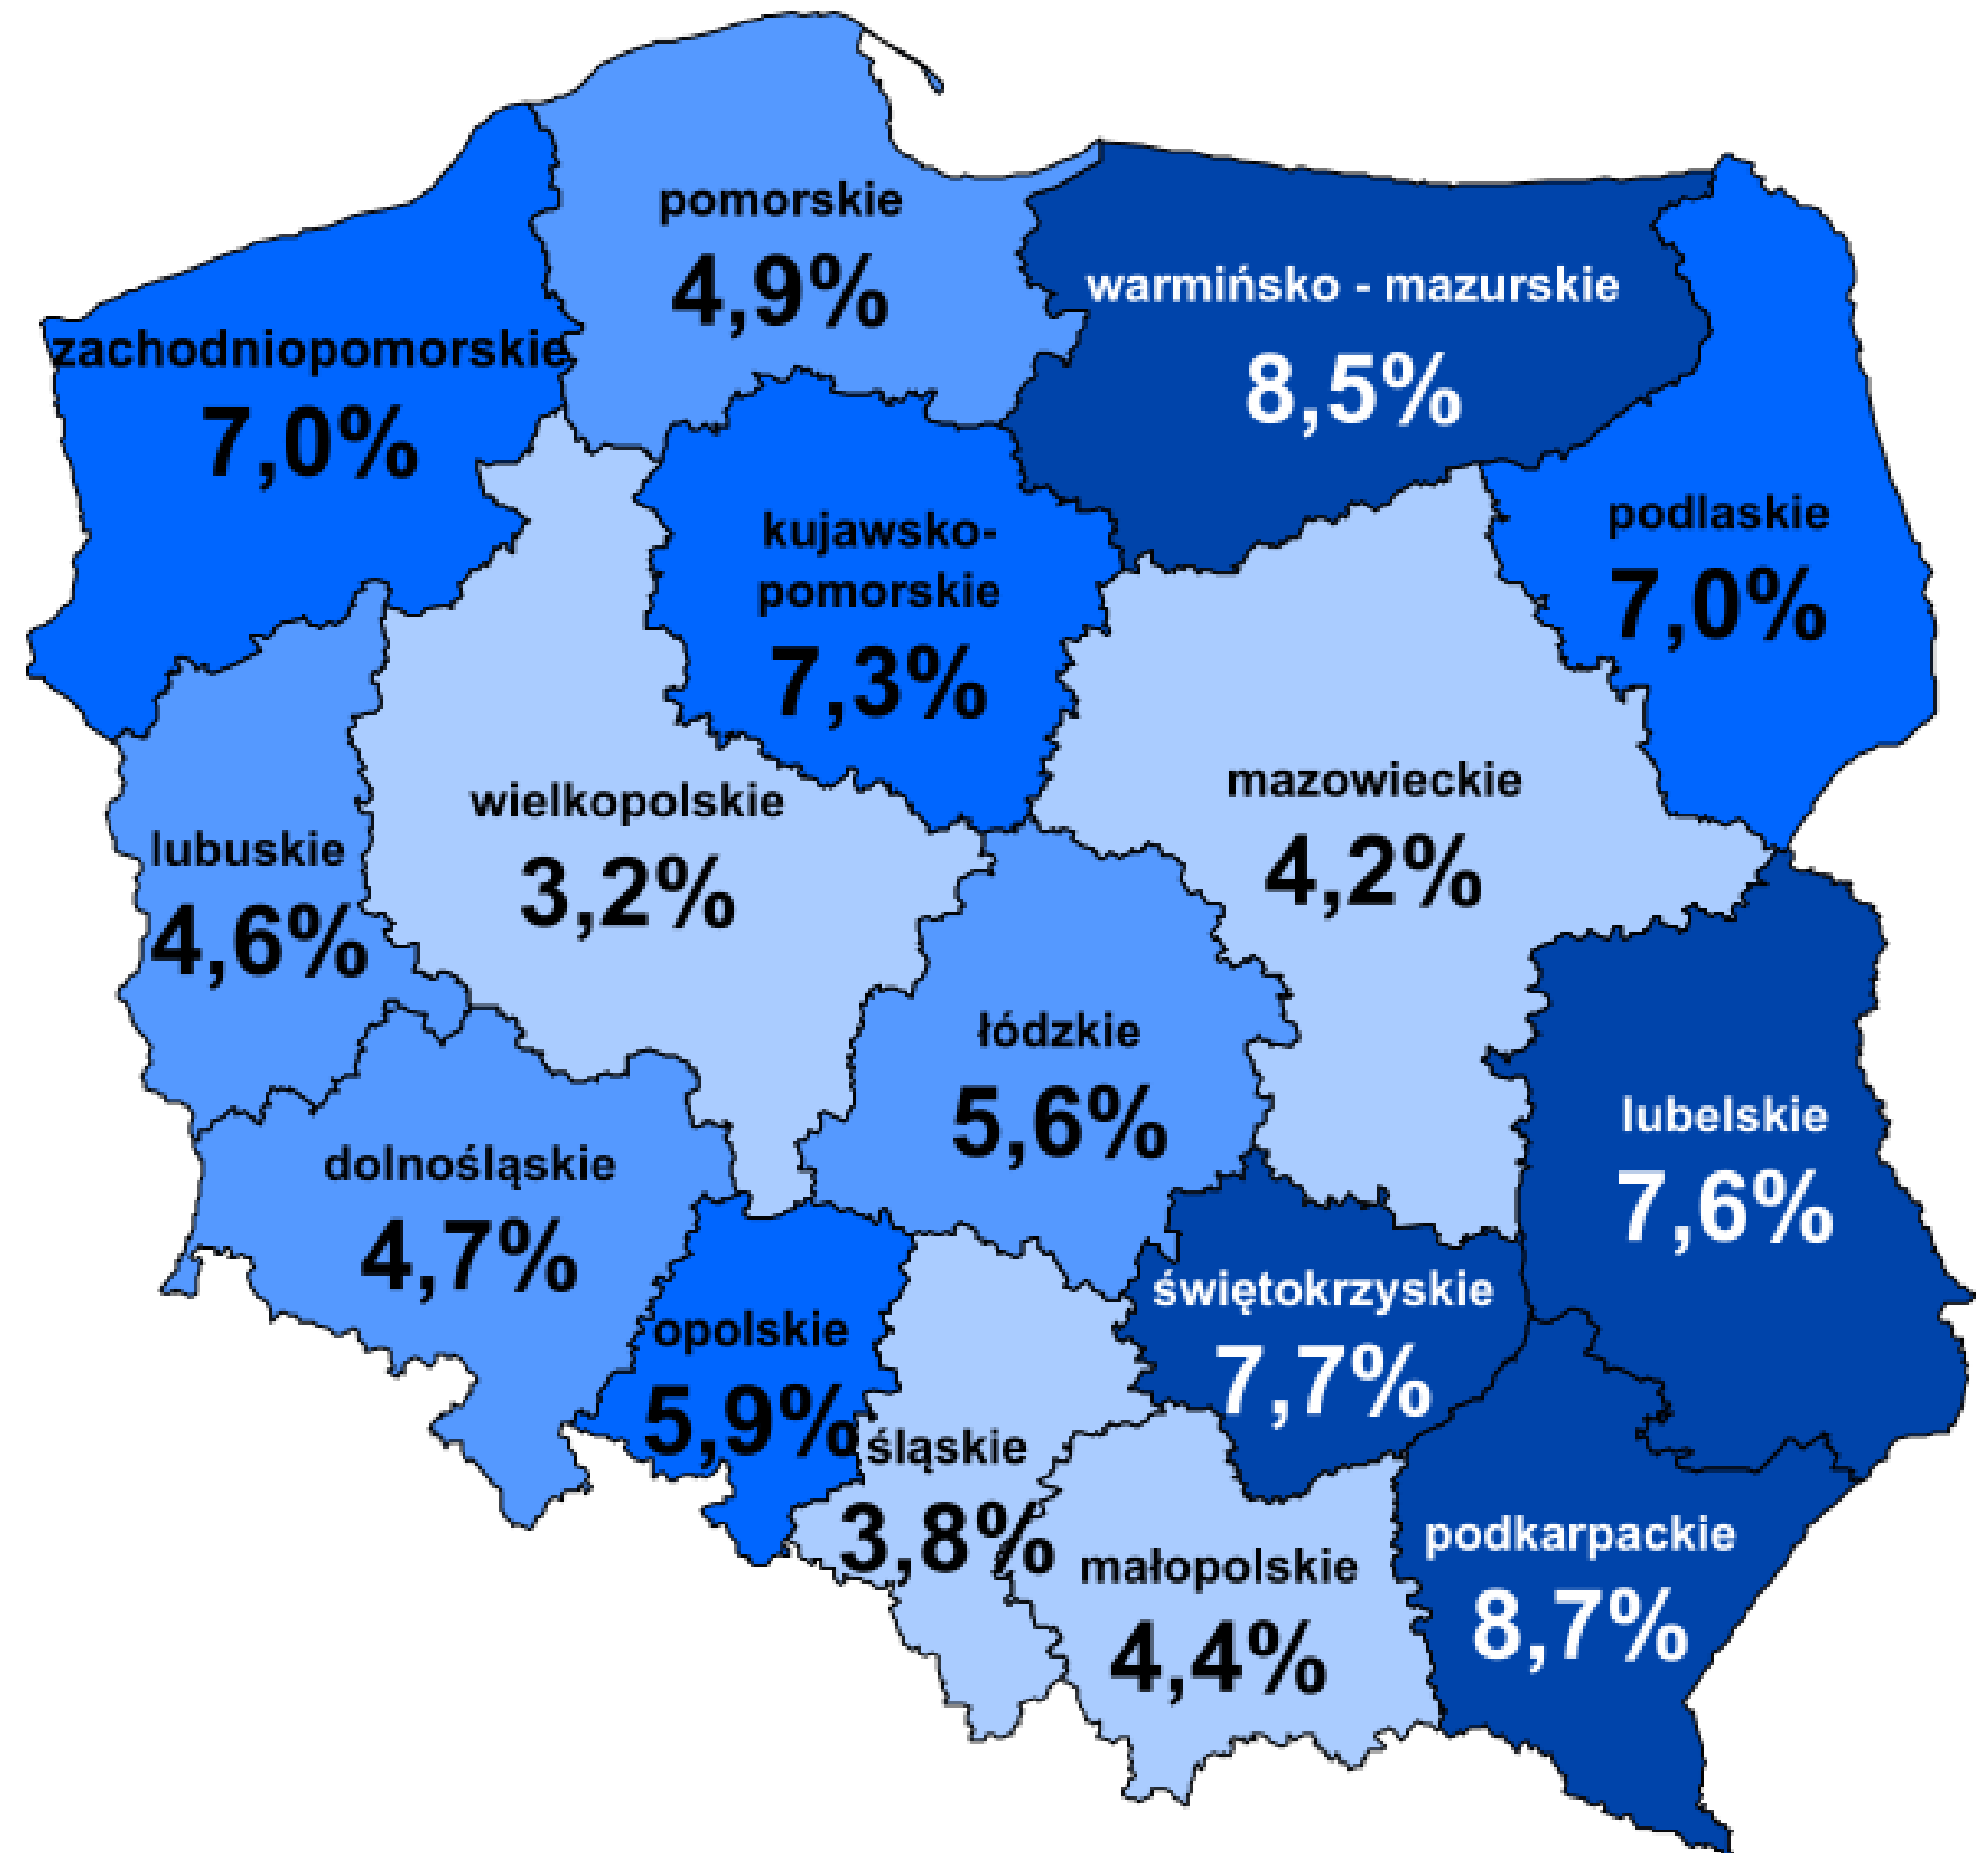 pomorskie
4,9%
warmińsko - mazurskie
8,5%
zachodniopomorskie
7,0%
podlaskie
7,0%
kujawsko-
pomorskie
7,3%
mazowieckie
4,2%
wielkopolskie
3,2%
lubuskie
4,6%
łódzkie
5,6%
lubelskie
7,6%
dolnośląskie
4,7%
świętokrzyskie
7,7%
opolskie
5,9%
śląskie
3,8%
małopolskie
4,4%
podkarpackie
8,7%